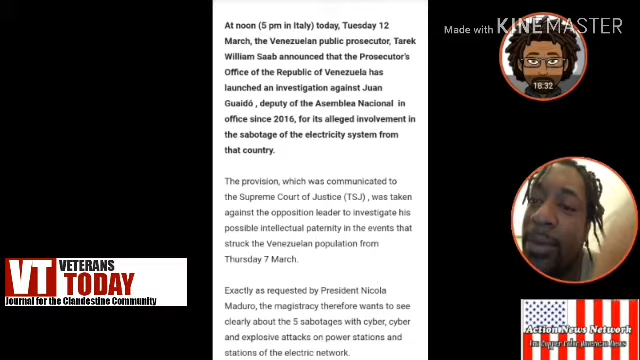 At noon (5 pm in Italy) today, Tuesday 12
March, the Venezuelan public prosecutor, Tarek
William Saab announced that the Prosecutor's
Office of the Republic of Venezuela has
launched an investigation against Juan
Guaidó , deputy of the Asemblea Nacional in
office since 2016, for its alleged involvement in
the sabotage of the electricity system from
that country.
The provision, which was communicated to
the Supreme Court of Justice (TSJ) , was taken
against the opposition leader to investigate his
possible intellectual paternity in the events that
struck the Venezuelan population from
Thursday 7 March.
Exactly as requested by President Nicola
Maduro, the magistracy therefore wants to see
clearly about the 5 sabotages with cyber, cyber
and explosive attacks on power stations and
stations of the electric network.
Made with KINEMASTER
18:32
VT VETERANS
TODAY
Journal for the Clandestine Community
Action News Network